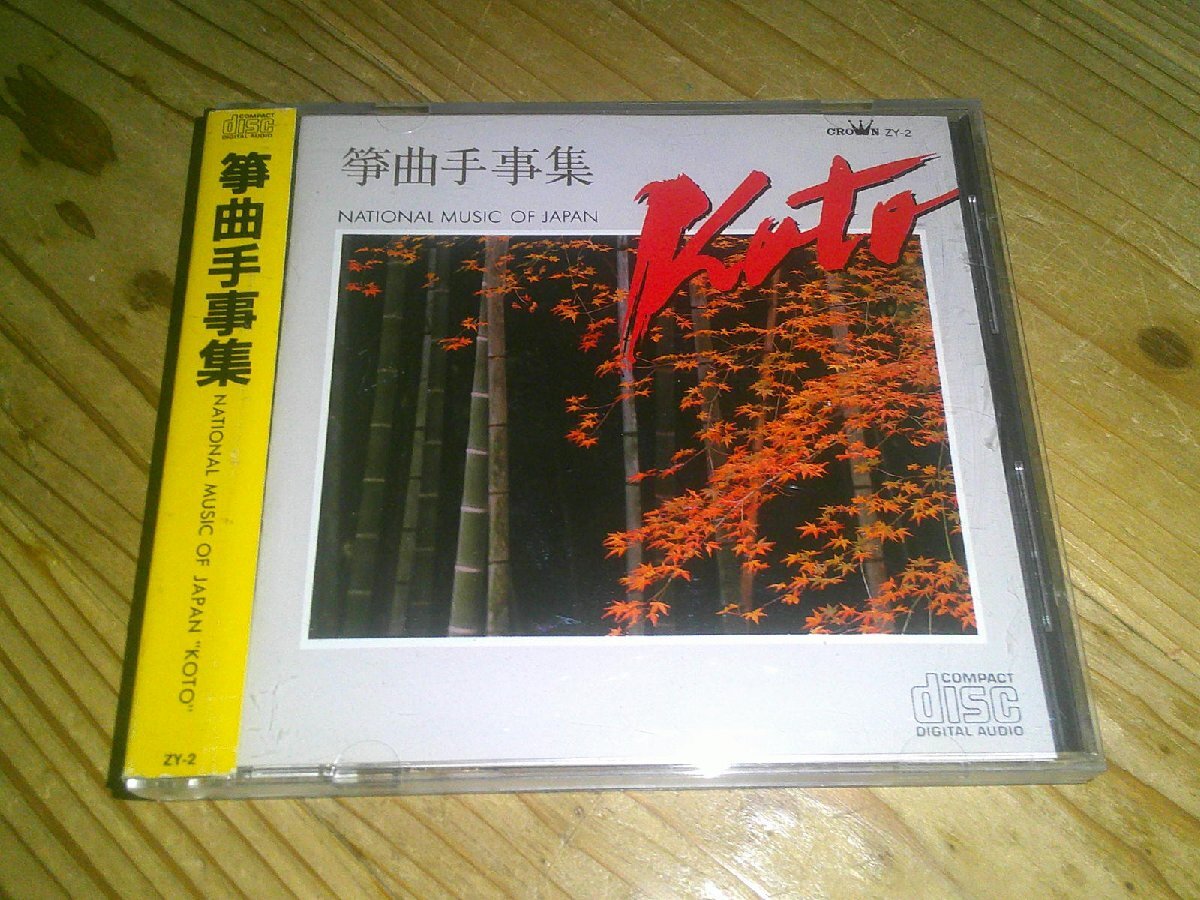 COMPACT
disc
DIGITAL AUDIO
箏曲手事集
NATIONAL MUSIC OF JAPAN "KOTO"
ZY-2
CROWN ZY-2
箏曲手事集
NATIONAL MUSIC OF JAPAN
Koto
COMPACT
disc
DIGITAL AUDIO